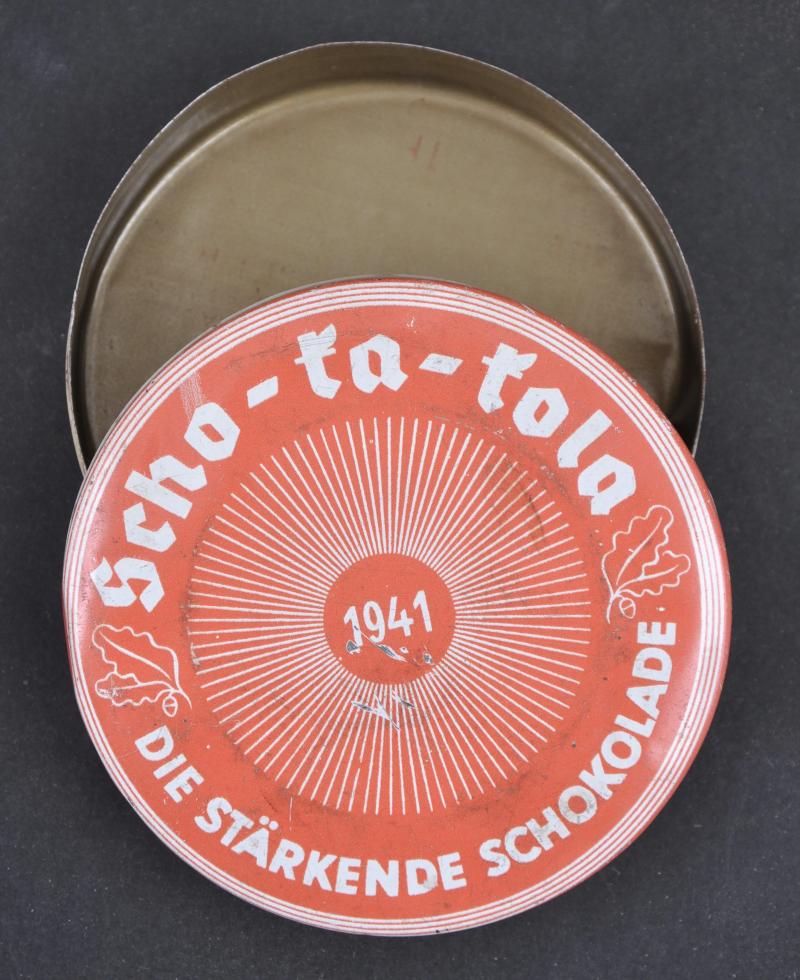 Scho-ka-kola
1941
DIE STÄRKENDE SCHOKOLADE